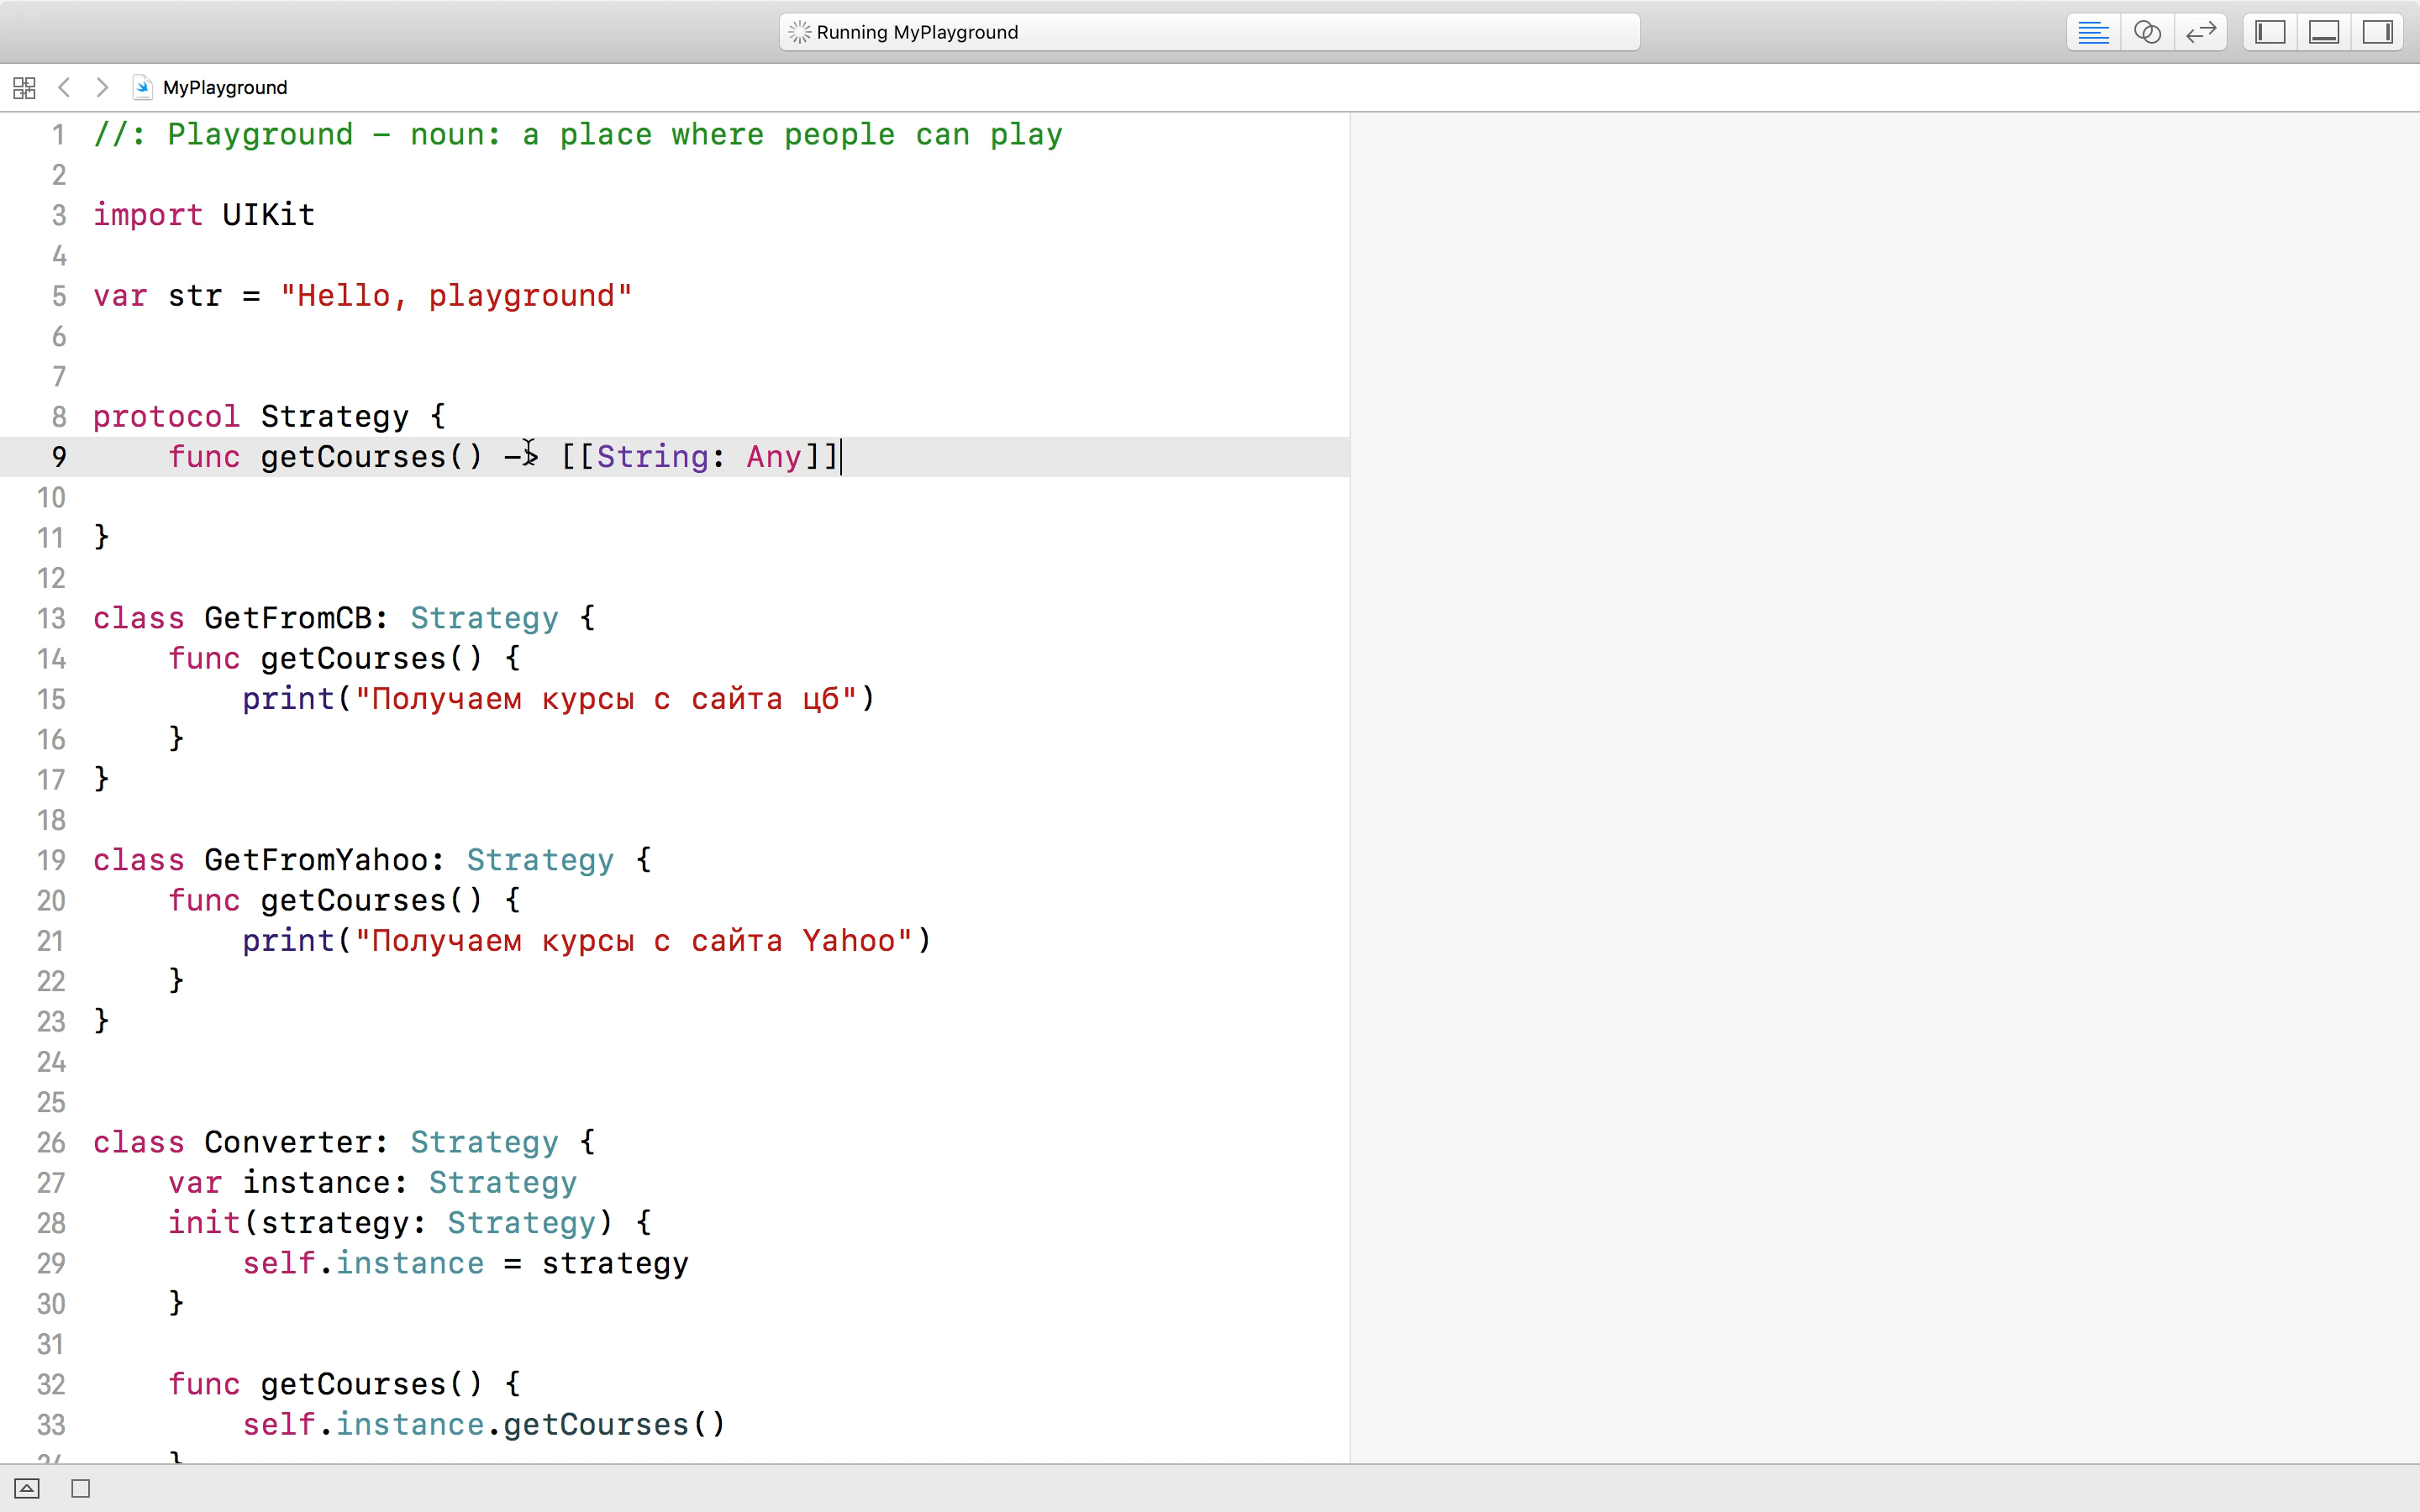 Running MyPlayground
MyPlayground
1 //: Playground – noun: a place where people can play
2
3 import UIKit
4
5 var str = "Hello, playground"
6
7
8 protocol Strategy {
9 func getCourses() -> [[String: Any]]
10
11 }
12
13 class GetFromCB: Strategy {
14 func getCourses() {
15 print("Получаем курсы с сайта цб")
16 }
17 }
18
19 class GetFromYahoo: Strategy {
20 func getCourses() {
21 print("Получаем курсы с сайта Yahoo")
22 }
23 }
24
25
26 class Converter: Strategy {
27 var instance: Strategy
28 init(strategy: Strategy) {
29 self.instance = strategy
30 }
31
32 func getCourses() {
33 self.instance.getCourses()
34 }